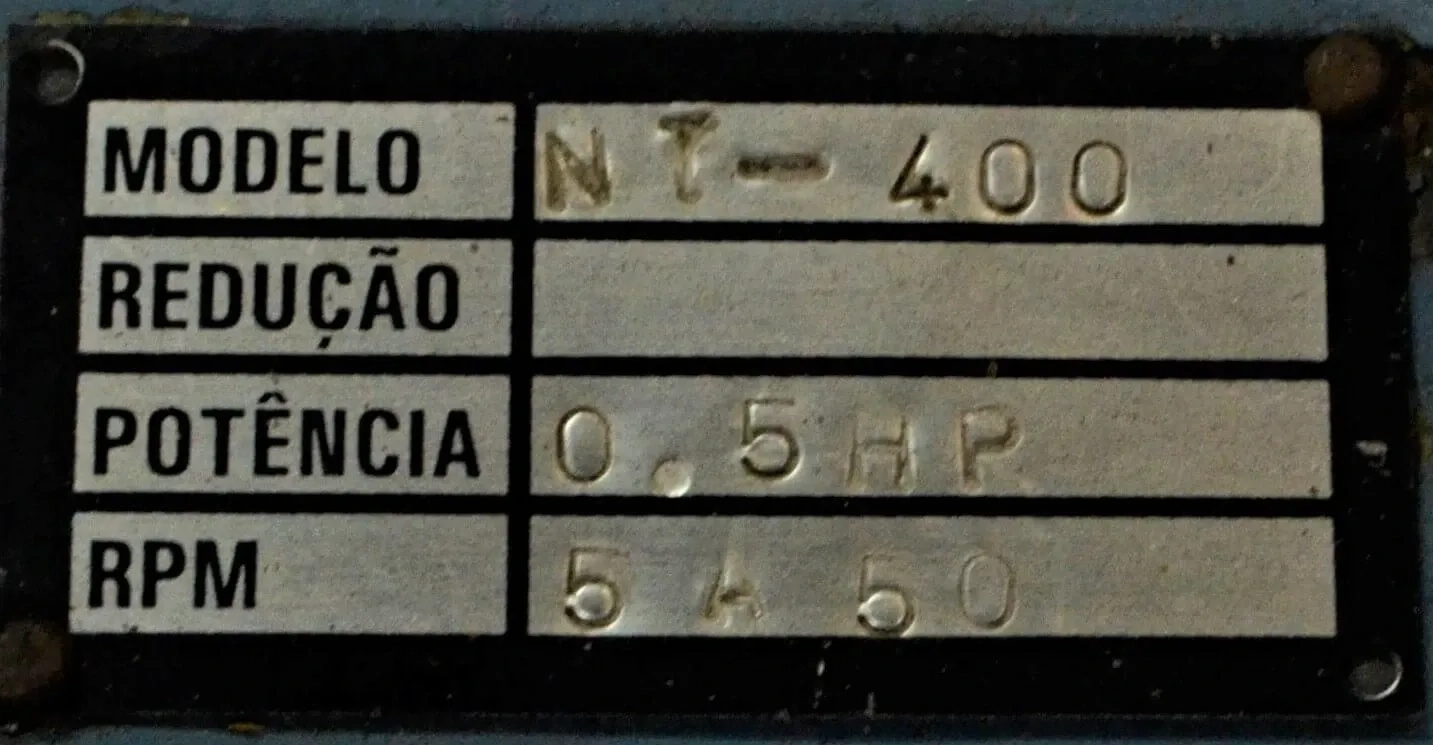 MODELO NT-400
REDUÇÃO
POTÊNCIA 0.5HP
RPM 5 A 50